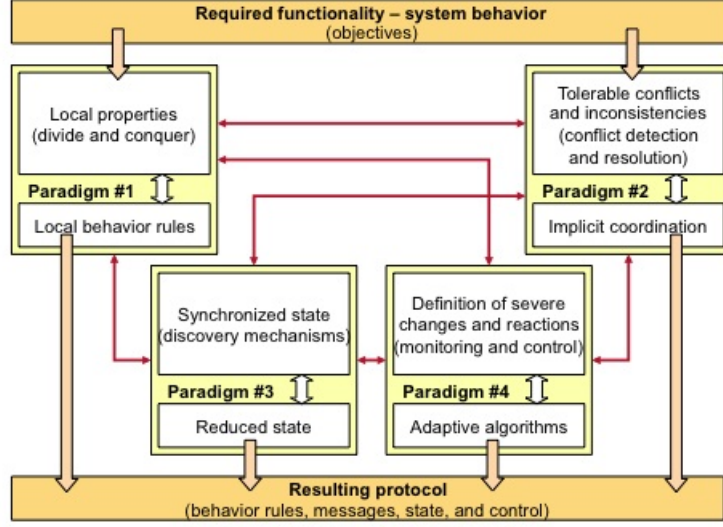 Required functionality – system behavior
(objectives)
Local properties
(divide and conquer)
Paradigm #1
Local behavior rules
Tolerable conflicts
and inconsistencies
(conflict detection
and resolution)
Paradigm #2
Implicit coordination
Synchronized state
(discovery mechanisms)
Paradigm #3
Reduced state
Definition of severe
changes and reactions
(monitoring and control)
Paradigm #4
Adaptive algorithms
Resulting protocol
(behavior rules, messages, state, and control)